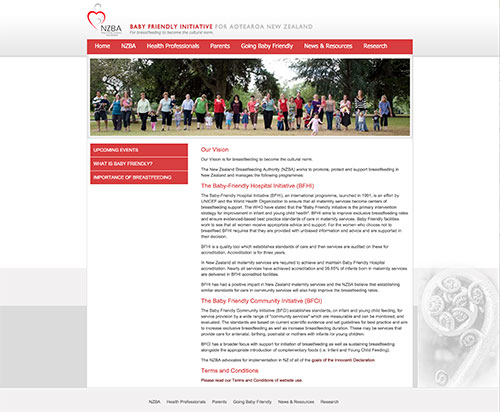 NZBA
BABY FRIENDLY INITIATIVE FOR AOTEAROA NEW ZEALAND
For breastfeeding to become the cultural norm.
Home NZBA Health Professionals Parents Going Baby Friendly News & Resources Research
UPCOMING EVENTS
WHAT IS BABY FRIENDLY?
IMPORTANCE OF BREASTFEEDING
Our Vision
Our Vision is for breastfeeding to become the cultural norm.
The New Zealand Breastfeeding Authority (NZBA) works to promote, protect and support breastfeeding in
New Zealand and manages the following programmes:
The Baby-Friendly Hospital Initiative (BFHI)
The Baby-Friendly Hospital Initiative (BFHI), an international programme, launched in 1991, is an effort by
UNICEF and the World Health Organization to ensure that all maternity services become centers of
breastfeeding support. The WHO have stated that the "Baby Friendly Initiative is the primary intervention
strategy for improvement in infant and young child health". BFHI aims to improve exclusive breastfeeding rates
and ensure evidenced-based best practice standards of care in maternity services. Baby Friendly facilities
work to see that all women receive appropriate advice and support. For the women who choose not to
breastfeed BFHI requires that they are provided with unbiased information and advice and are supported in
their decision.
BFHI is a quality tool which establishes standards of care and then services are audited on these for
accreditation. Accreditation is for three years.
In New Zealand all maternity services are required to achieve and maintain Baby Friendly Hospital
accreditation. Nearly all services have achieved accreditation and 99.65% of infants born in maternity services
are delivered in BFHI accredited facilities.
BFHI has had a positive impact in New Zealand maternity services and the NZBA believe that establishing
similar standards for care in community services will also help improve the breastfeeding rates.
The Baby Friendly Community Initiative (BFCI)
The Baby Friendly Community Initiative (BFCI) establishes standards, on infant and young child feeding, for
service provision by a wide range of "community services" which are measurable and can be monitored, and
evaluated. The standards are based on current scientific evidence and set guidelines for best practice and aim
to increase exclusive breastfeeding as well as increase breastfeeding duration. These may be services that
provide care for antenatal, birthing, postnatal or mothers with infants for young children.
BFCI has a broader focus with support for initiation of breastfeeding as well as sustaining breastfeeding
alongside the appropriate introduction of complementary foods (i.e. Infant and Young Child Feeding).
The NZBA advocates for implementation in NZ of all of the goals of the Innocenti Declaration
Terms and Conditions
Please read our Terms and Conditions of website use.
NZBA Health Professionals Parents Going Baby Friendly News & Resources Research